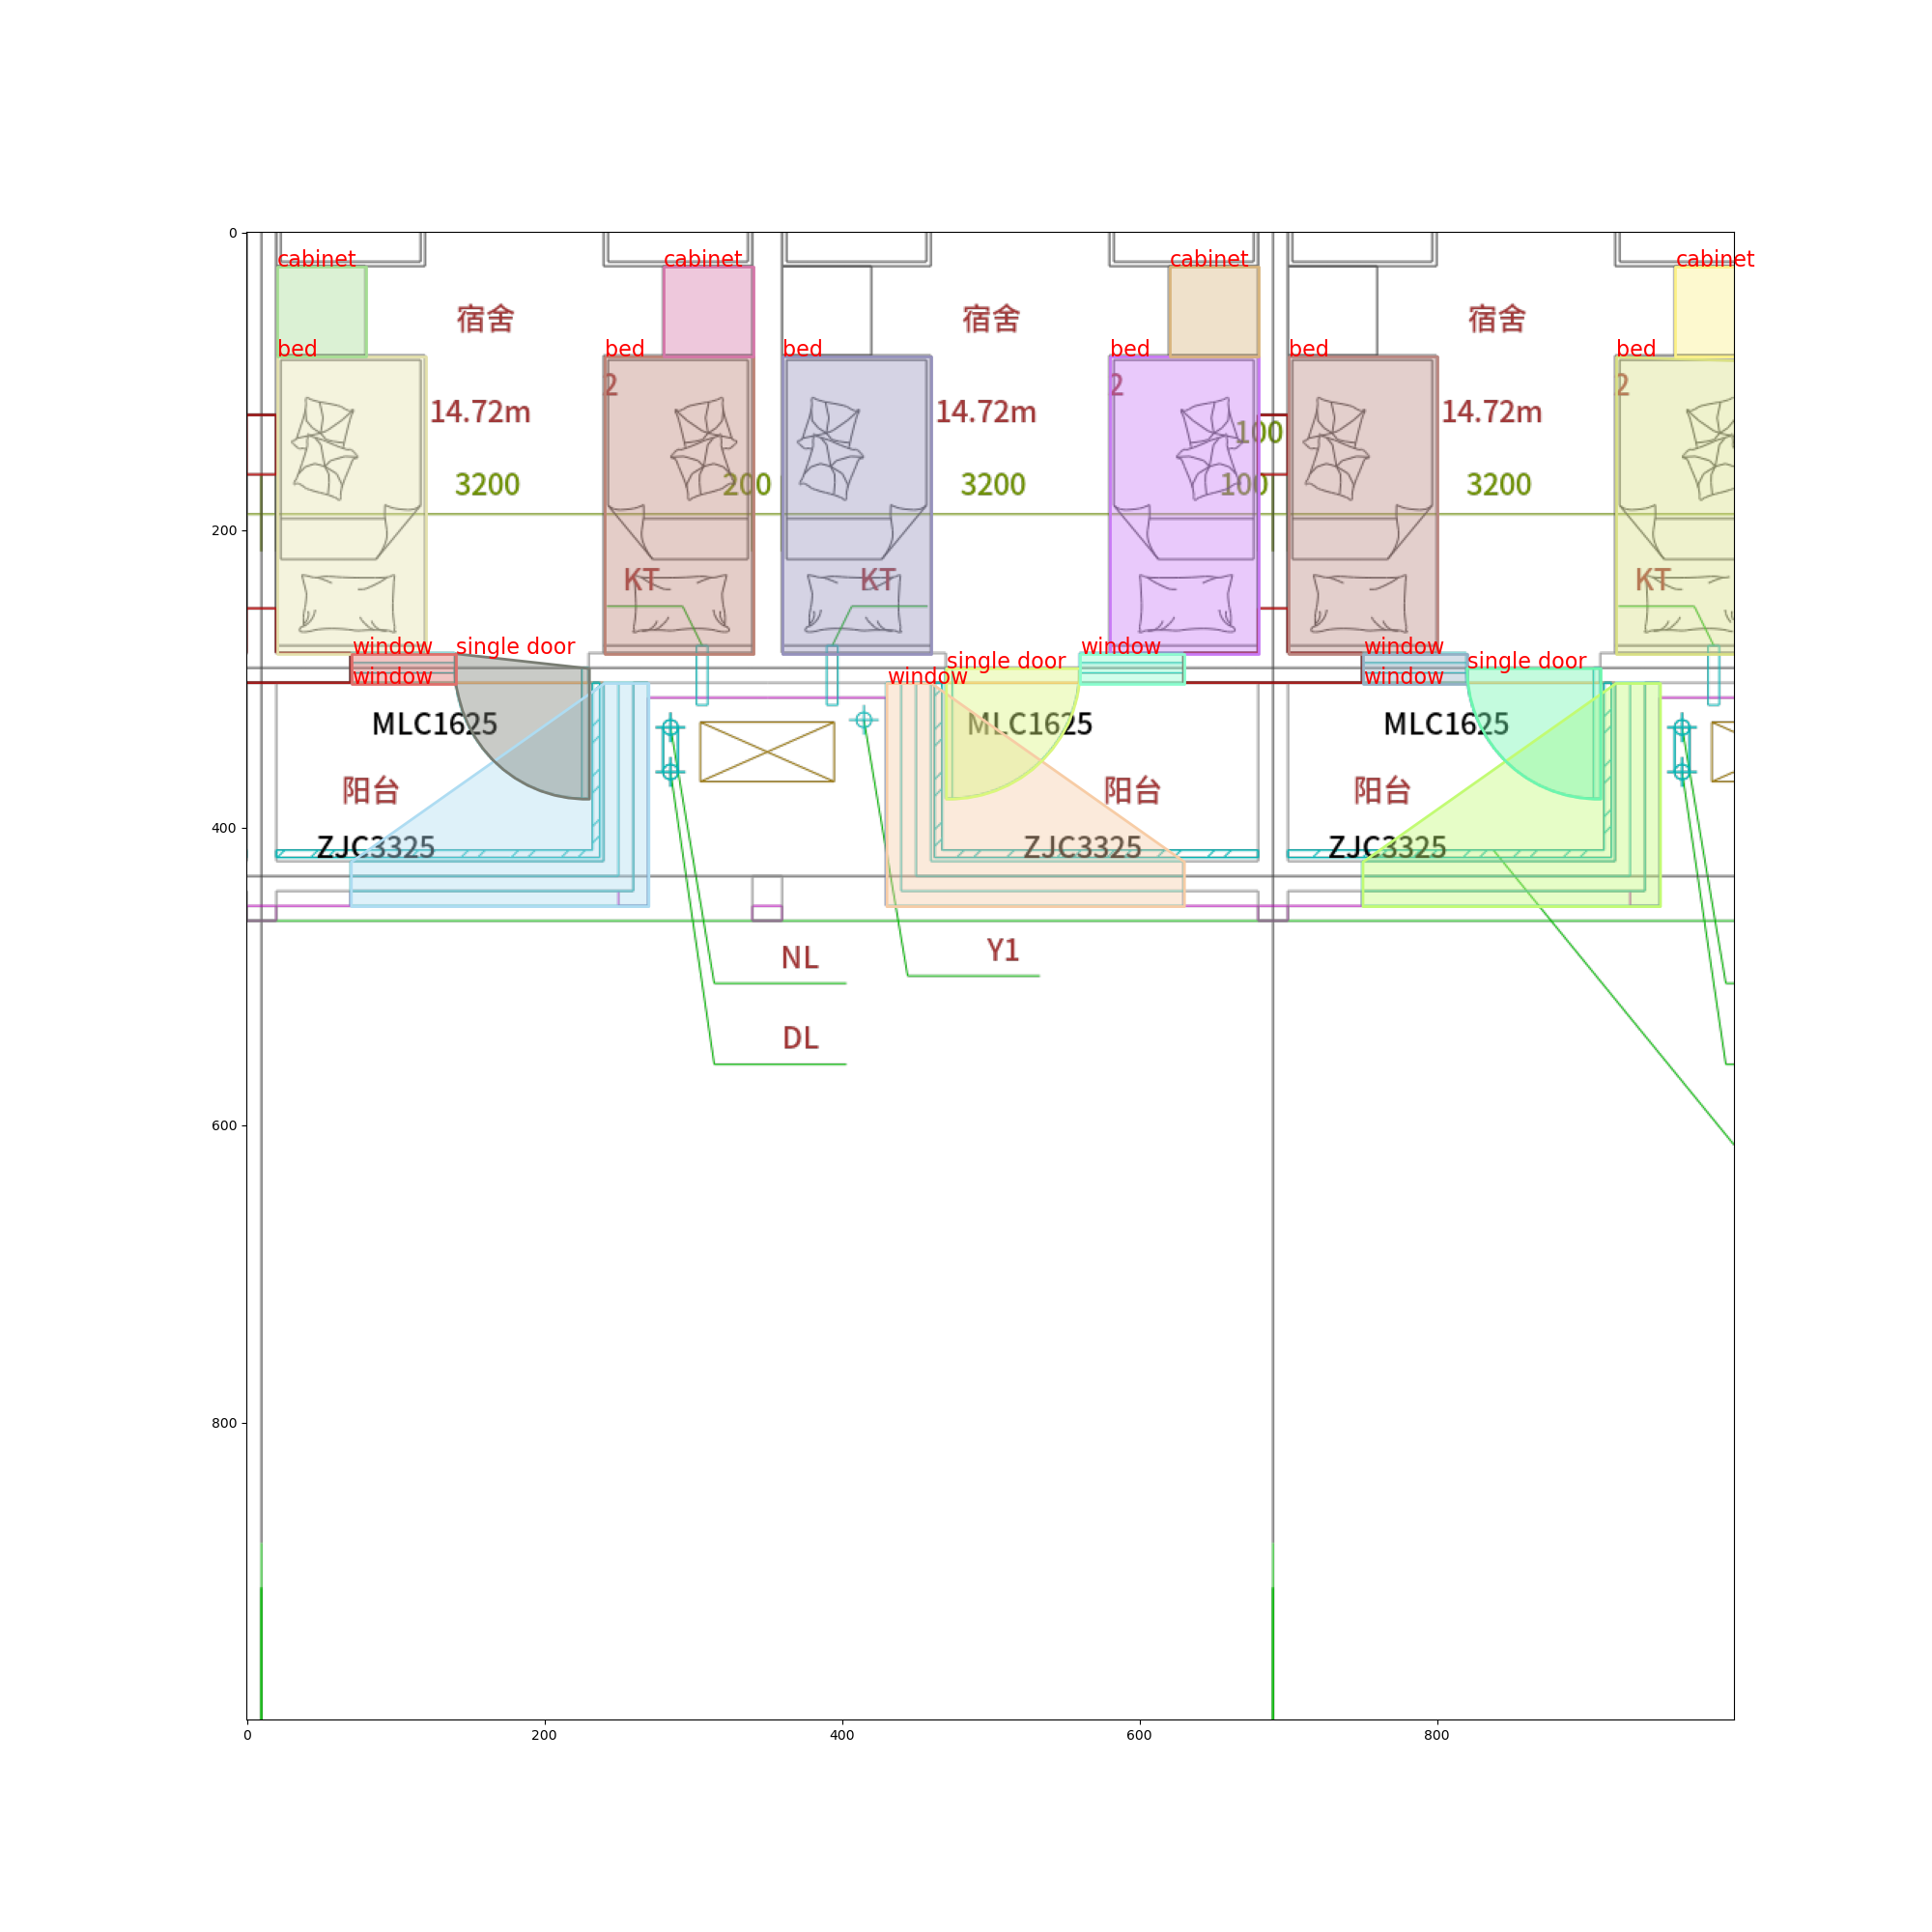 0
cabinet
cabinet
cabinet
cabinet
宿舍
宿舍
宿舍
bed
bed
bed
bed
bed
bed
2
2
2
14.72m
14.72m
14.72m
100
3200
200
3200
100
3200
200
KT
KT
KT
window
single door
window
window
single door
window
window
single door
window
MLC1625
MLC1625
MLC1625
阳台
阳台
阳台
400
ZJC3325
ZJC3325
ZJC3325
NL
Y1
DL
600
800
0
200
400
600
800